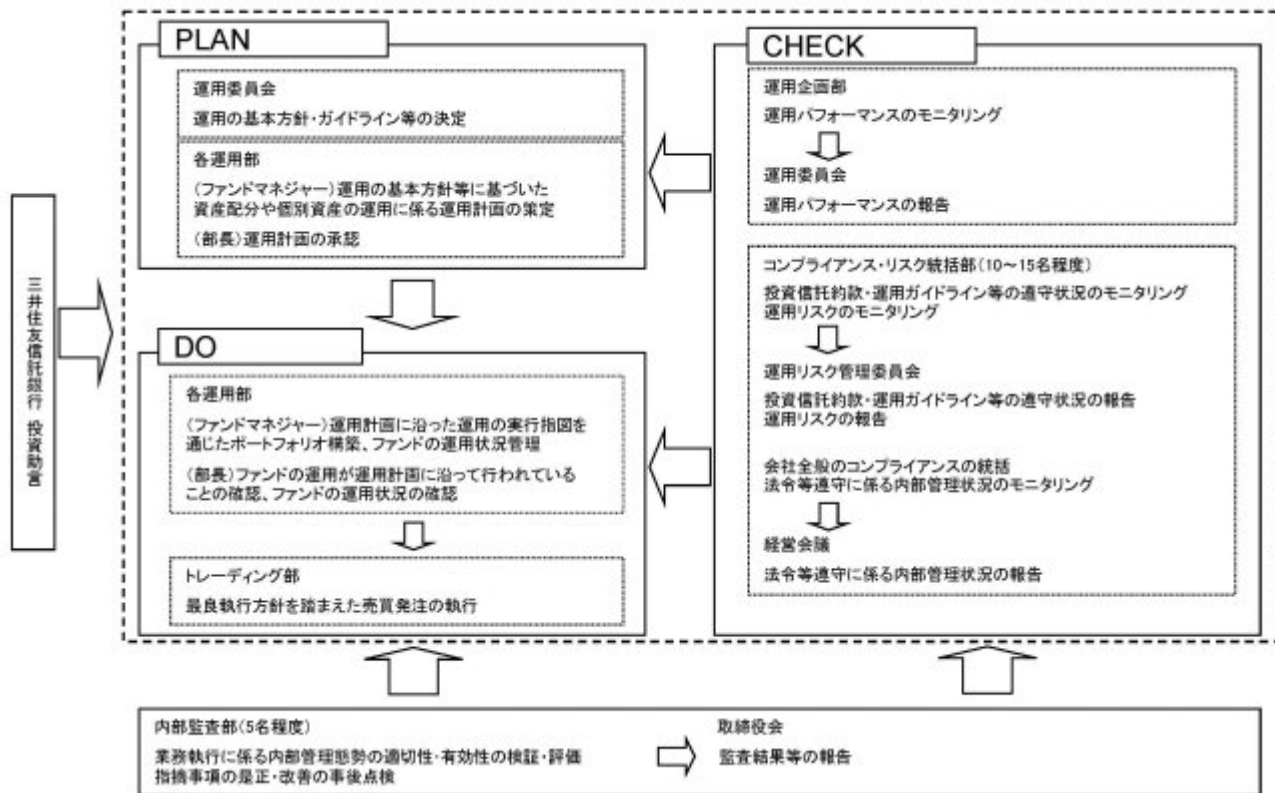 三井住友信託銀行 投資助言
PLAN
運用委員会
運用の基本方針・ガイドライン等の決定
各運用部
(ファンドマネジャー)運用の基本方針等に基づいた
資産配分や個別資産の運用に係る運用計画の策定
(部長)運用計画の承認
DO
各運用部
(ファンドマネジャー)運用計画に沿った運用の実行指図を
通じたポートフォリオ構築、ファンドの運用状況管理
(部長)ファンドの運用が運用計画に沿って行われている
ことの確認、ファンドの運用状況の確認
トレーディング部
最良執行方針を踏まえた売買発注の執行
CHECK
運用企画部
運用パフォーマンスのモニタリング
運用委員会
運用パフォーマンスの報告
コンプライアンス・リスク統括部(10~15名程度)
投資信託約款・運用ガイドライン等の遵守状況のモニタリング
運用リスクのモニタリング
運用リスク管理委員会
投資信託約款・運用ガイドライン等の遵守状況の報告
運用リスクの報告
会社全般のコンプライアンスの統括
法令等遵守に係る内部管理状況のモニタリング
経営会議
法令等遵守に係る内部管理状況の報告
内部監査部(5名程度)
業務執行に係る内部管理態勢の適切性・有効性の検証・評価
指摘事項の是正・改善の事後点検
取締役会
監査結果等の報告